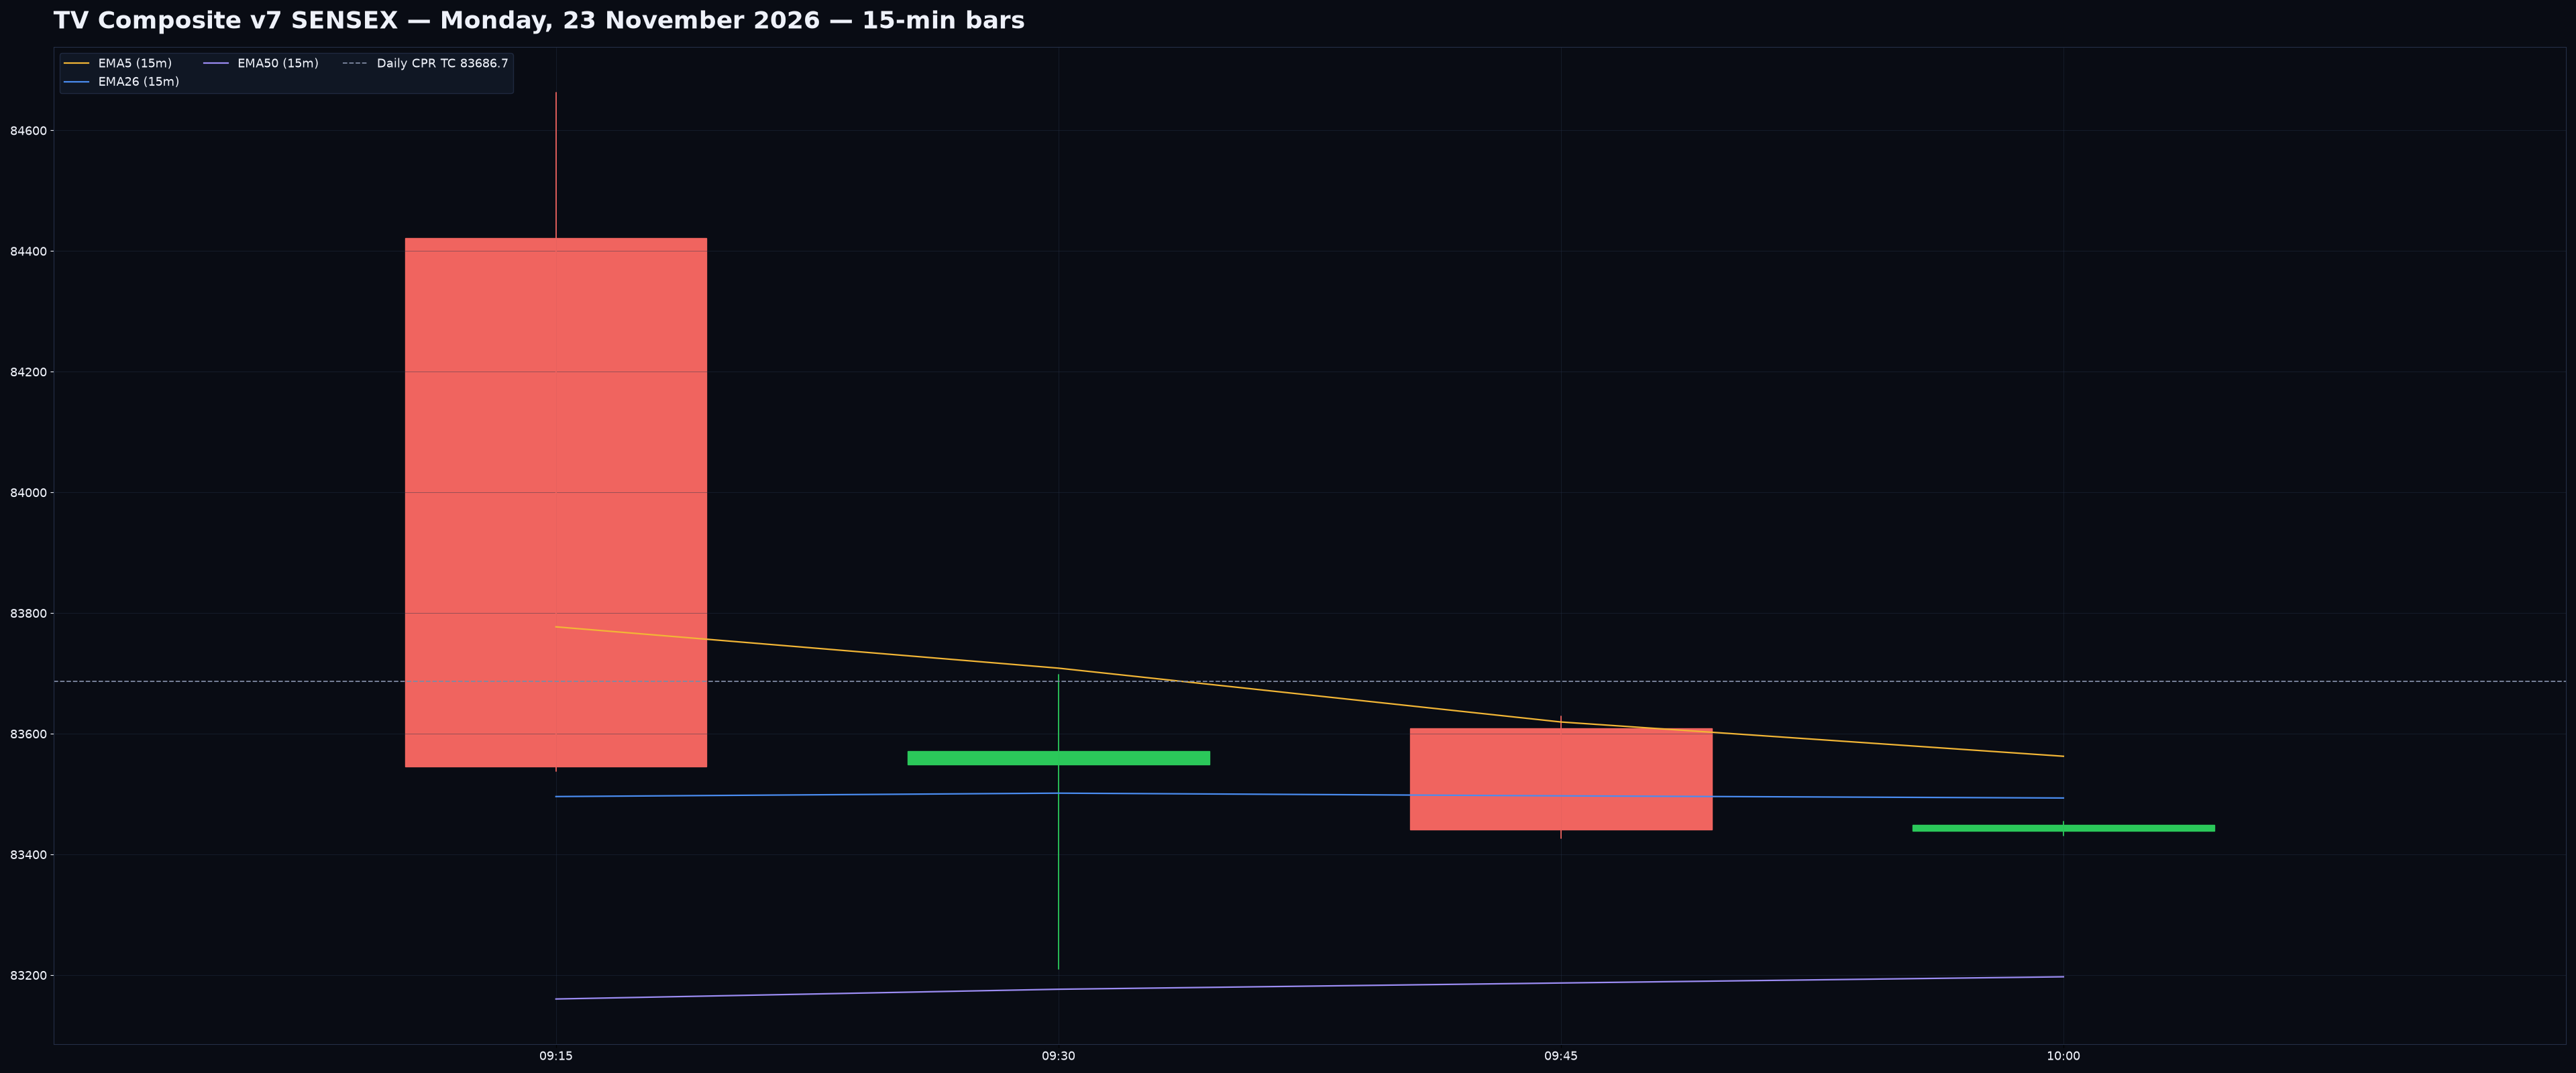 TV Composite v7 SENSEX — Monday, 23 November 2026 — 15-min bars
EMA5 (15m) EMA50 (15m) Daily CPR TC 83686.7
EMA26 (15m)
84600
84400
84200
84000
83800
83600
83400
83200
09:15 09:30 09:45 10:00